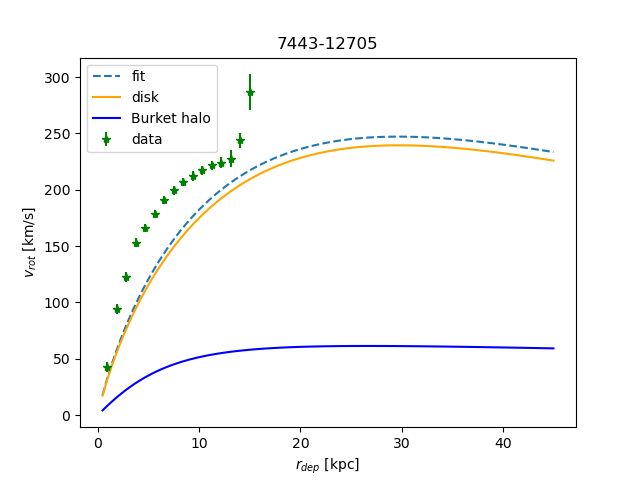 7443-12705
fit
disk
Burket halo
data
300
250
200
150
100
50
0
v_rot [km/s]
0 10 20 30 40
r_dep [kpc]